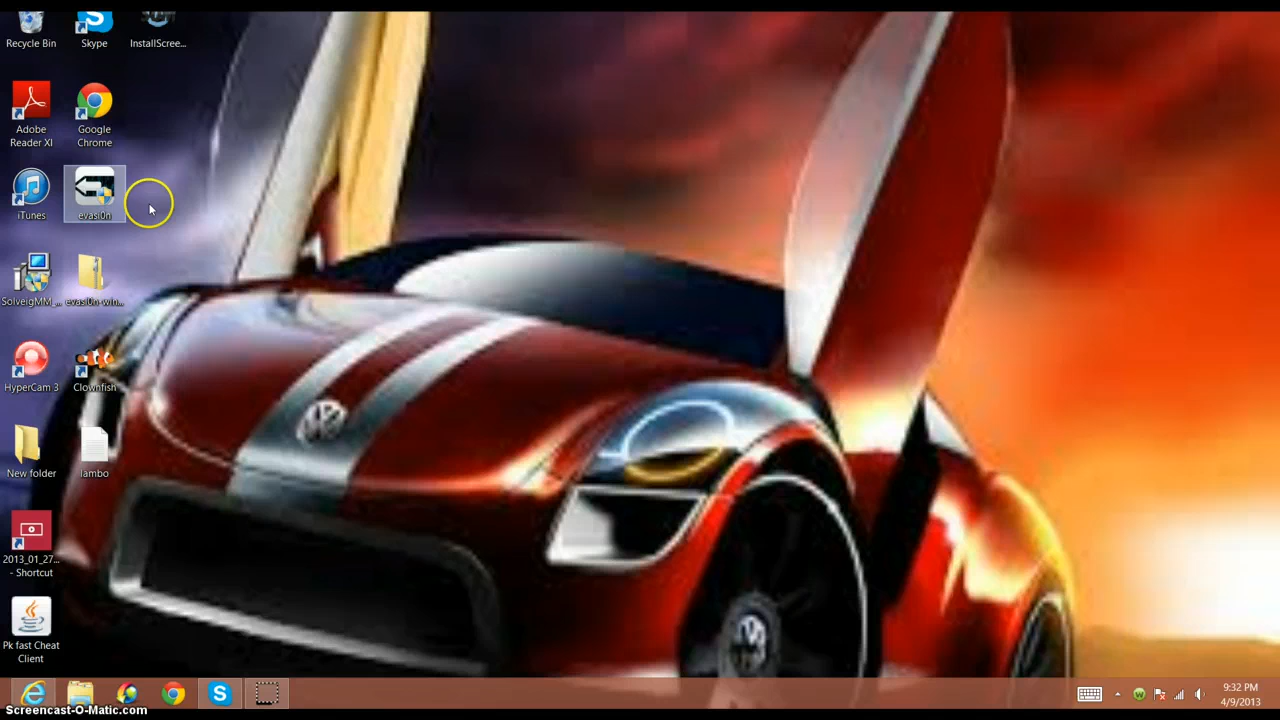 Recycle Bin
Skype
InstallScree...
Adobe
Reader XI
Google
Chrome
iTunes
evasi0n
SolveigMM_...
evasi0n-win...
HyperCam 3
Clownfish
New folder
lambo
2013_01_27...
- Shortcut
Pk fast Cheat
Client
9:32 PM
4/9/2013
Screencast-O-Matic.com